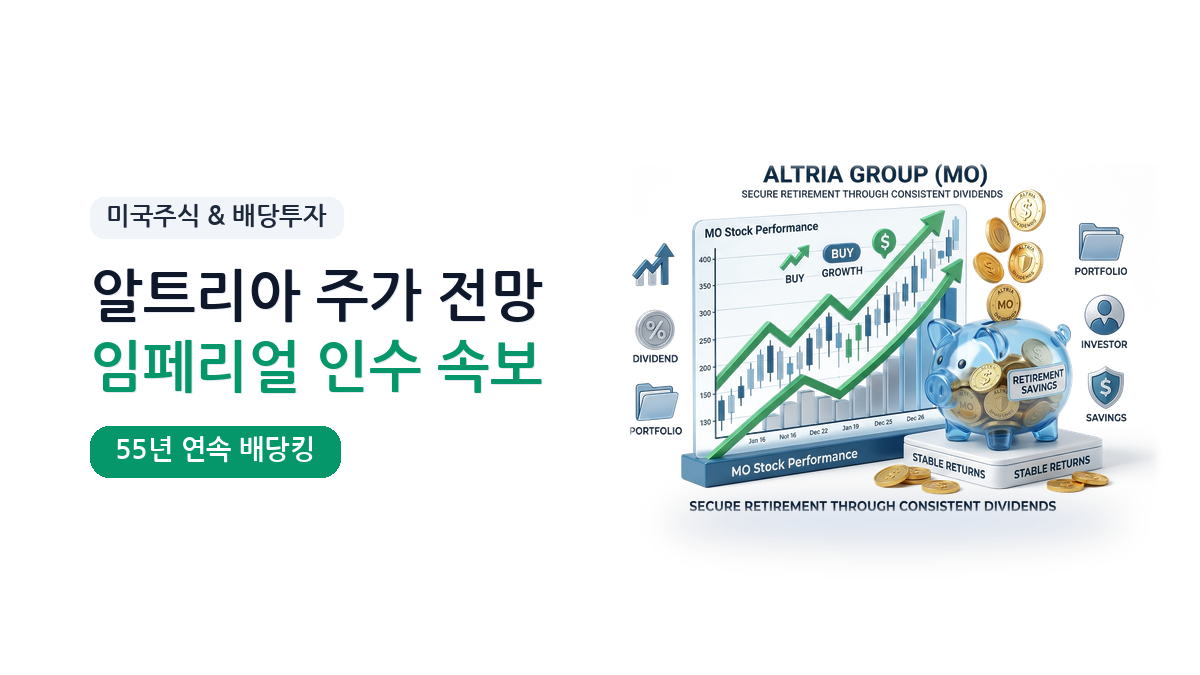 미국주식 & 배당투자
알트리아 주가 전망
임페리얼 인수 속보
55년 연속 배당킹
ALTRIA GROUP (MO)
SECURE RETIREMENT THROUGH CONSISTENT DIVIDENDS
MO Stock Performance
BUY
BUY
GROWTH
$
400
350
300
250
200
150
130
Jan 16
Not 16
Dec 22
Jan 19
Dec 25
Dec 26
MO Stock Performance
%
DIVIDEND
PORTFOLIO
MO
RETIREMENT
SAVINGS
STABLE RETURNS
STABLE RETURNS
PORTFOLIO
INVESTOR
$
SAVINGS
SECURE RETIREMENT THROUGH CONSISTENT DIVIDENDS